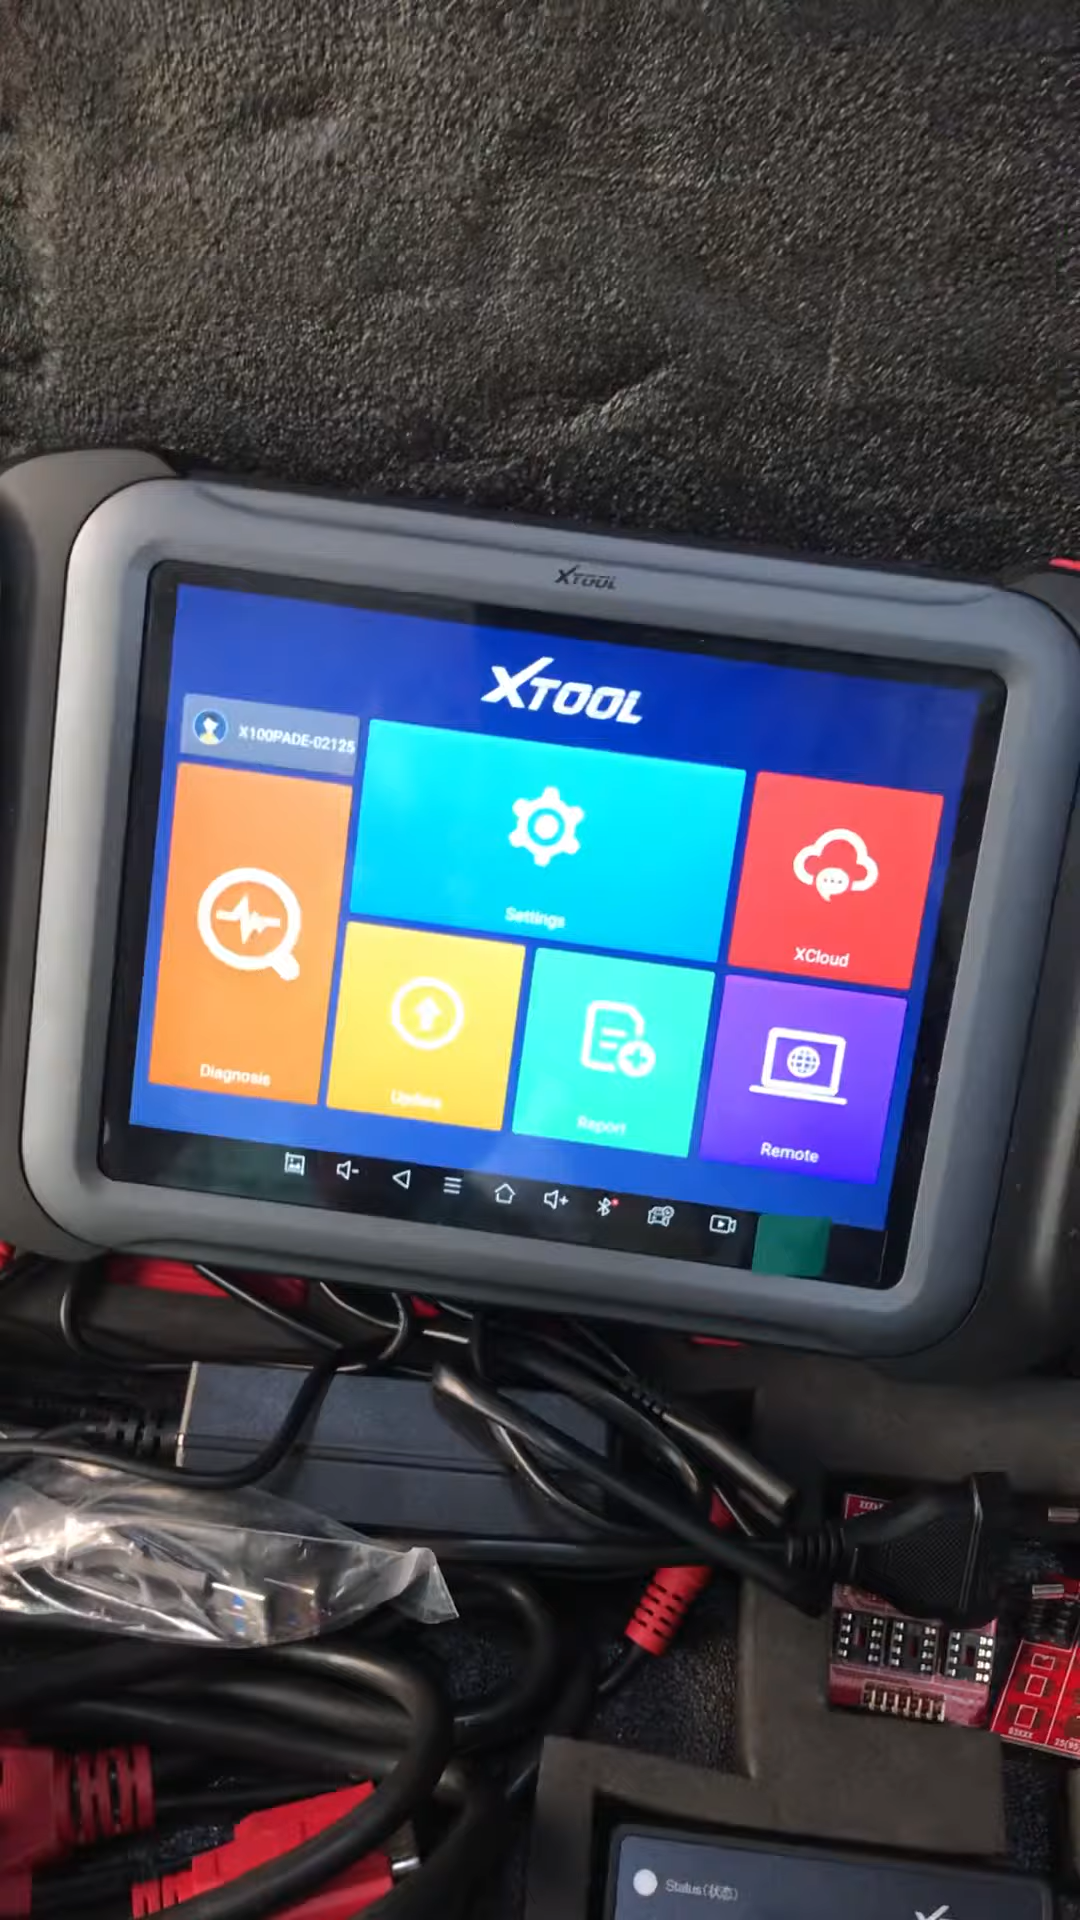 XTOOL
XTOOL
X100PADE-02125
Settings
XCloud
Diagnosis
Update
Report
Remote
Status(状态)